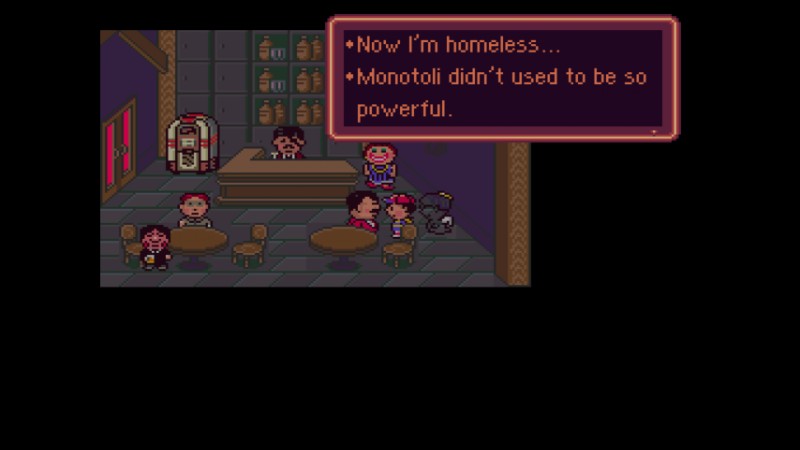 •Now I'm homeless...
•Monotoli didn't used to be so
powerful.